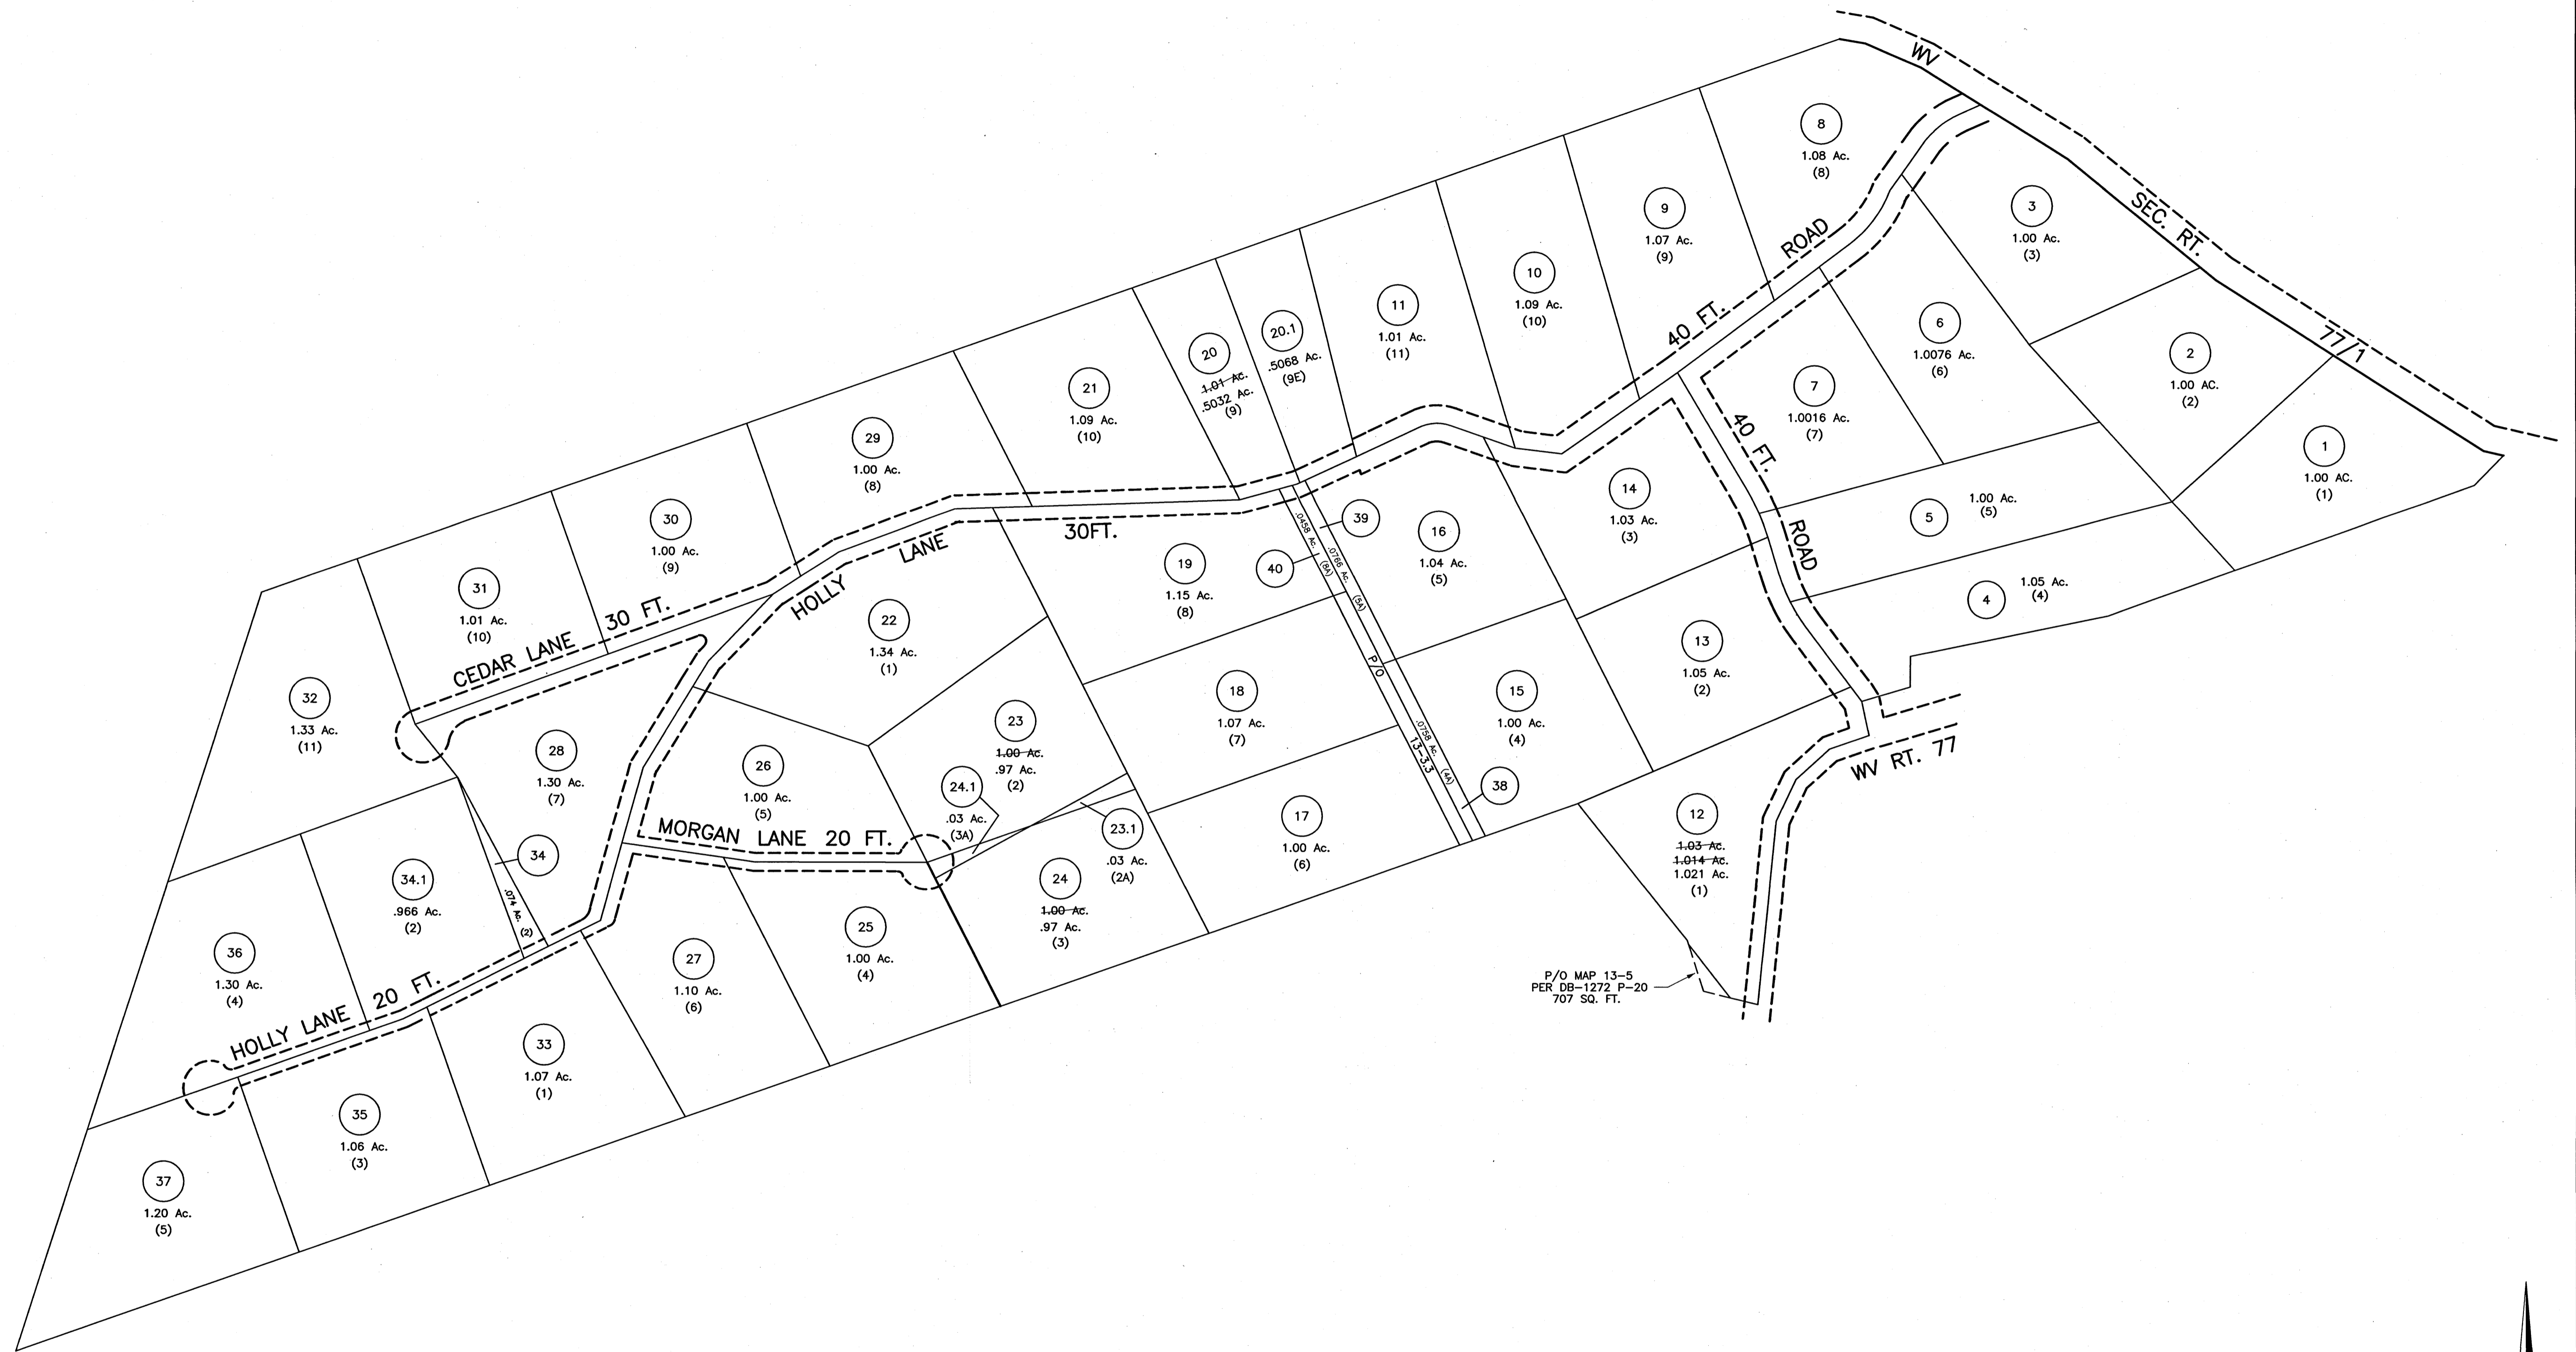 WV
SEC. RT.
77/1
8
1.08 Ac.
(8)
3
1.00 Ac.
(3)
9
1.07 Ac.
(9)
ROAD
40 FT.
10
1.09 Ac.
(10)
6
1.0076 Ac.
(6)
2
1.00 AC.
(2)
11
1.01 Ac.
(11)
20.1
.5068 Ac.
(9E)
20
1.01 Ac.
.5032 Ac.
(9)
21
1.09 Ac.
(10)
7
1.0016 Ac.
(7)
1
1.00 AC.
(1)
29
1.00 Ac.
(8)
40 FT.
ROAD
14
1.03 Ac.
(3)
5
1.00 Ac.
(5)
30
1.00 Ac.
(9)
39
16
1.04 Ac.
(5)
30FT.
HOLLY LANE
19
1.15 Ac.
(8)
40
.0458 Ac.
(8A)
.0766 Ac.
(5A)
31
1.01 Ac.
(10)
4
1.05 Ac.
(4)
CEDAR LANE 30 FT.
22
1.34 Ac.
(1)
13
1.05 Ac.
(2)
32
1.33 Ac.
(11)
18
1.07 Ac.
(7)
15
1.00 Ac.
(4)
P/O
13-3.3
.0758 Ac.
(4A)
38
23
1.00 Ac.
.97 Ac.
(2)
28
1.30 Ac.
(7)
26
1.00 Ac.
(5)
24.1
.03 Ac.
(3A)
23.1
.03 Ac.
(2A)
WV RT. 77
17
1.00 Ac.
(6)
12
1.03 Ac.
1.014 Ac.
1.021 Ac.
(1)
MORGAN LANE 20 FT.
34
.074 Ac.
(2)
34.1
.966 Ac.
(2)
24
1.00 Ac.
.97 Ac.
(3)
25
1.00 Ac.
(4)
27
1.10 Ac.
(6)
36
1.30 Ac.
(4)
P/O MAP 13-5
PER DB-1272 P-20
707 SQ. FT.
HOLLY LANE 20 FT.
33
1.07 Ac.
(1)
35
1.06 Ac.
(3)
37
1.20 Ac.
(5)